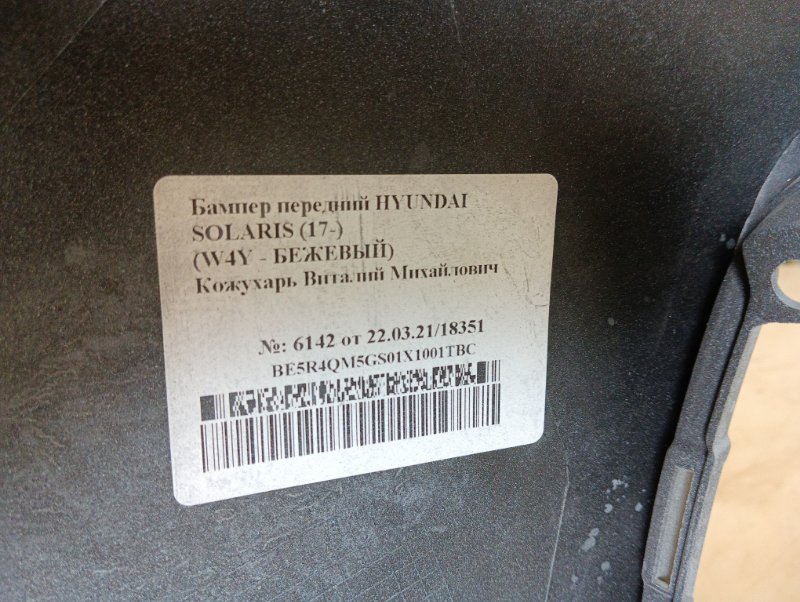 Бампер передний HYUNDAI
SOLARIS (17-)
(W4Y - БЕЖЕВЫЙ)
Кожухарь Виталий Михайлович
№: 6142 от 22.03.21/18351
BE5R4QM5GS01X1001TBC